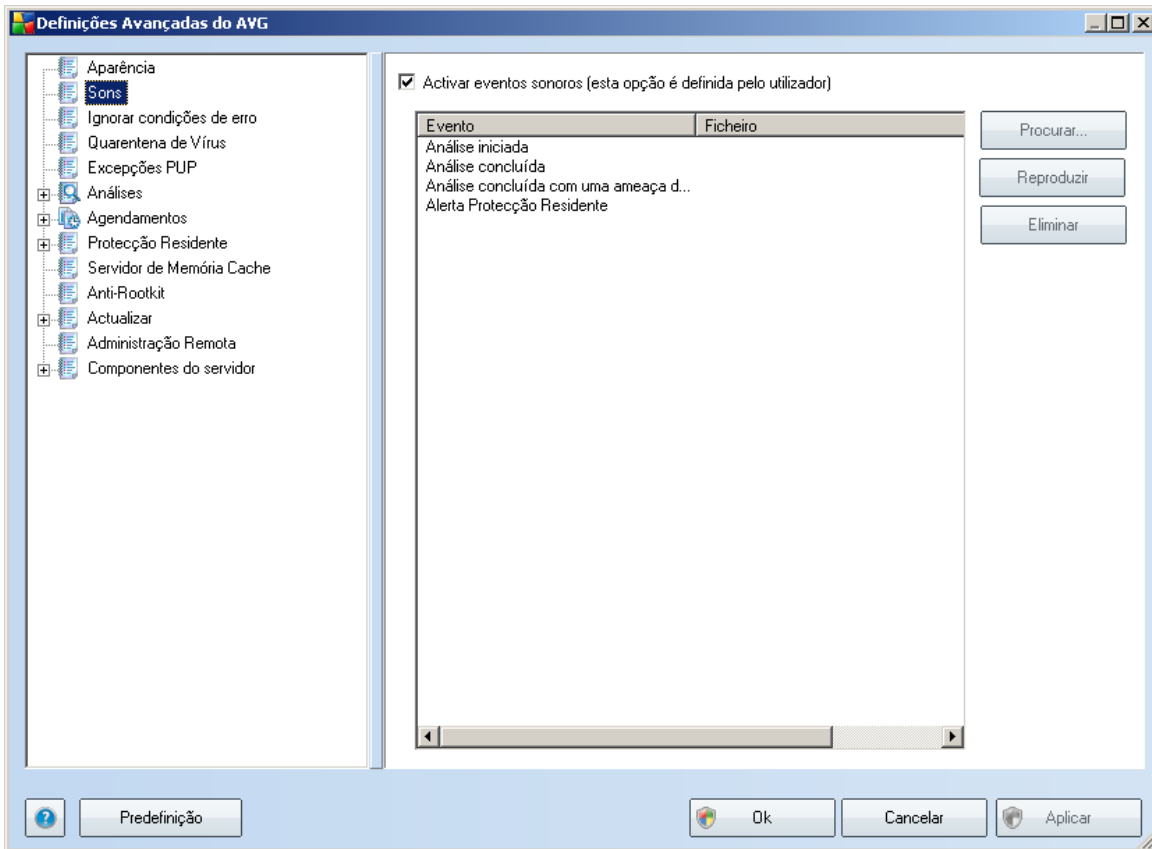 Definições Avançadas do AVG
Aparência
Sons
Ignorar condições de erro
Quarentena de Vírus
Excepções PUP
Análises
Agendamentos
Protecção Residente
Servidor de Memória Cache
Anti-Rootkit
Actualizar
Administração Remota
Componentes do servidor
Activar eventos sonoros (esta opção é definida pelo utilizador)
Evento Ficheiro
Análise iniciada
Análise concluída
Análise concluída com uma ameaça d...
Alerta Protecção Residente
Procurar...
Reproduzir
Eliminar
Predefinição Ok Cancelar Aplicar